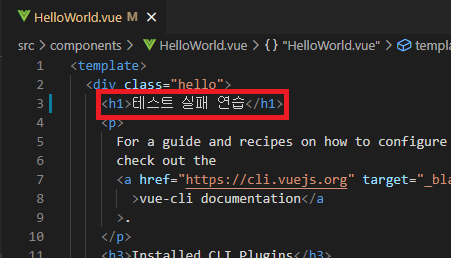 HelloWorld.vue M
src > components > HelloWorld.vue > {} "HelloWorld.vue" >
1 <template>
2 <div class="hello">
3 <h1>테스트 실패 연습</h1>
4 <p>
5 For a guide and recipes on how to configure
6 check out the
7 <a href="https://cli.vuejs.org" target="_bla
8 >vue-cli documentation</a
9 >.
10 </p>
11 <h3>Installed CLI Plugins</h3>